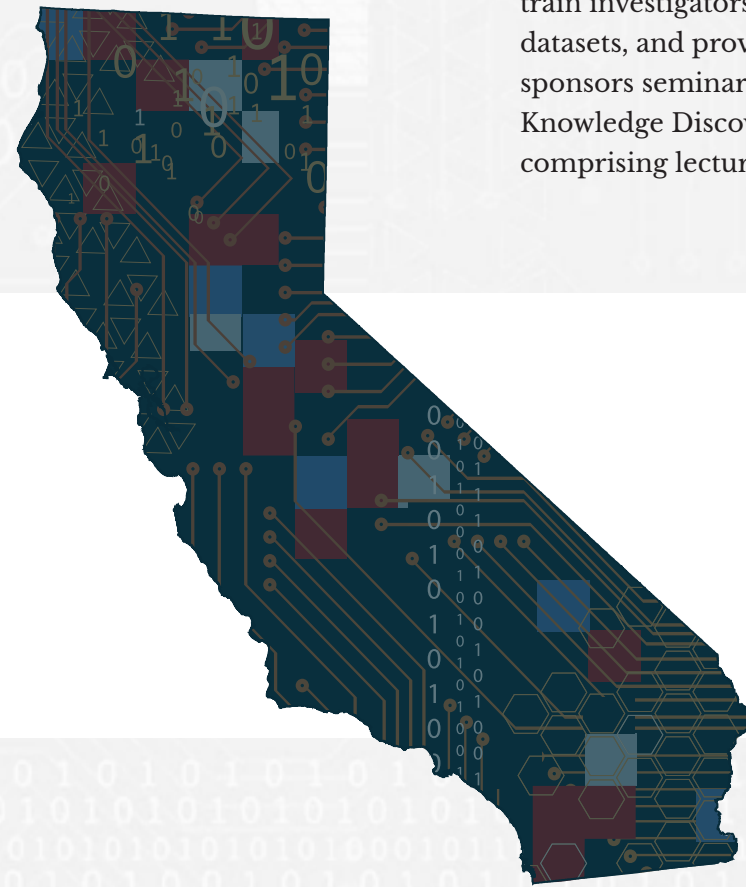 train investigators
datasets, and prov
sponsors seminar
Knowledge Discov
comprising lectur